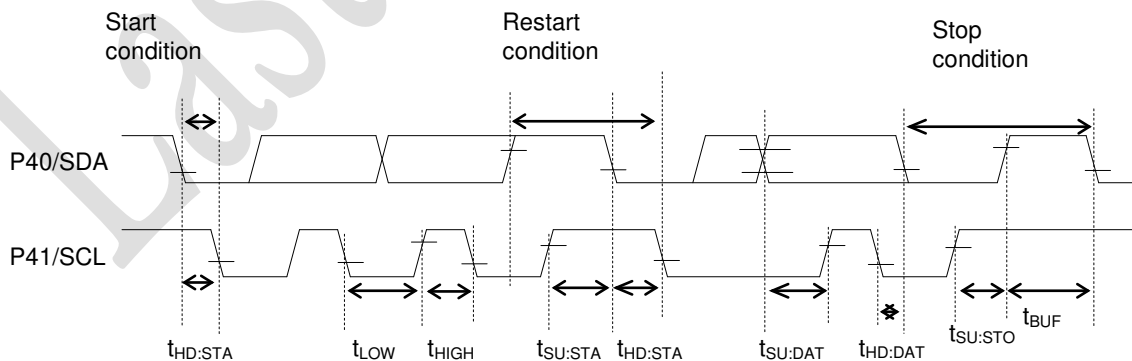 Start
condition
Restart
condition
Stop
condition
P40/SDA
P41/SCL
tHD:STA
tLOW
tHIGH
tSU:STA
tHD:STA
tSU:DAT
tHD:DAT
tSU:STO
tBUF
Las